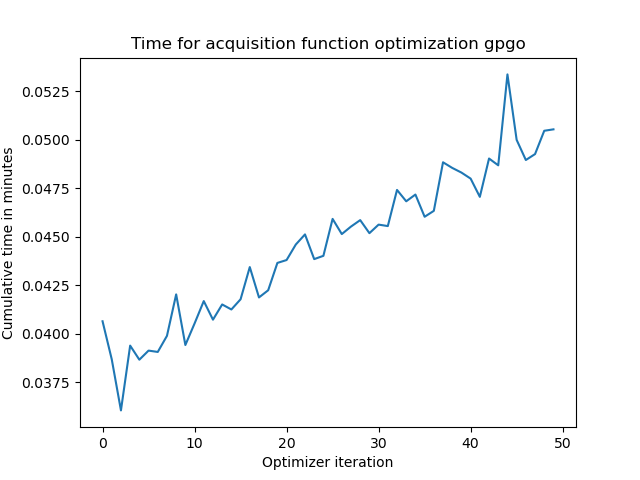 Time for acquisition function optimization gpgo
Cumulative time in minutes
0.0525
0.0500
0.0475
0.0450
0.0425
0.0400
0.0375
0 10 20 30 40 50
Optimizer iteration